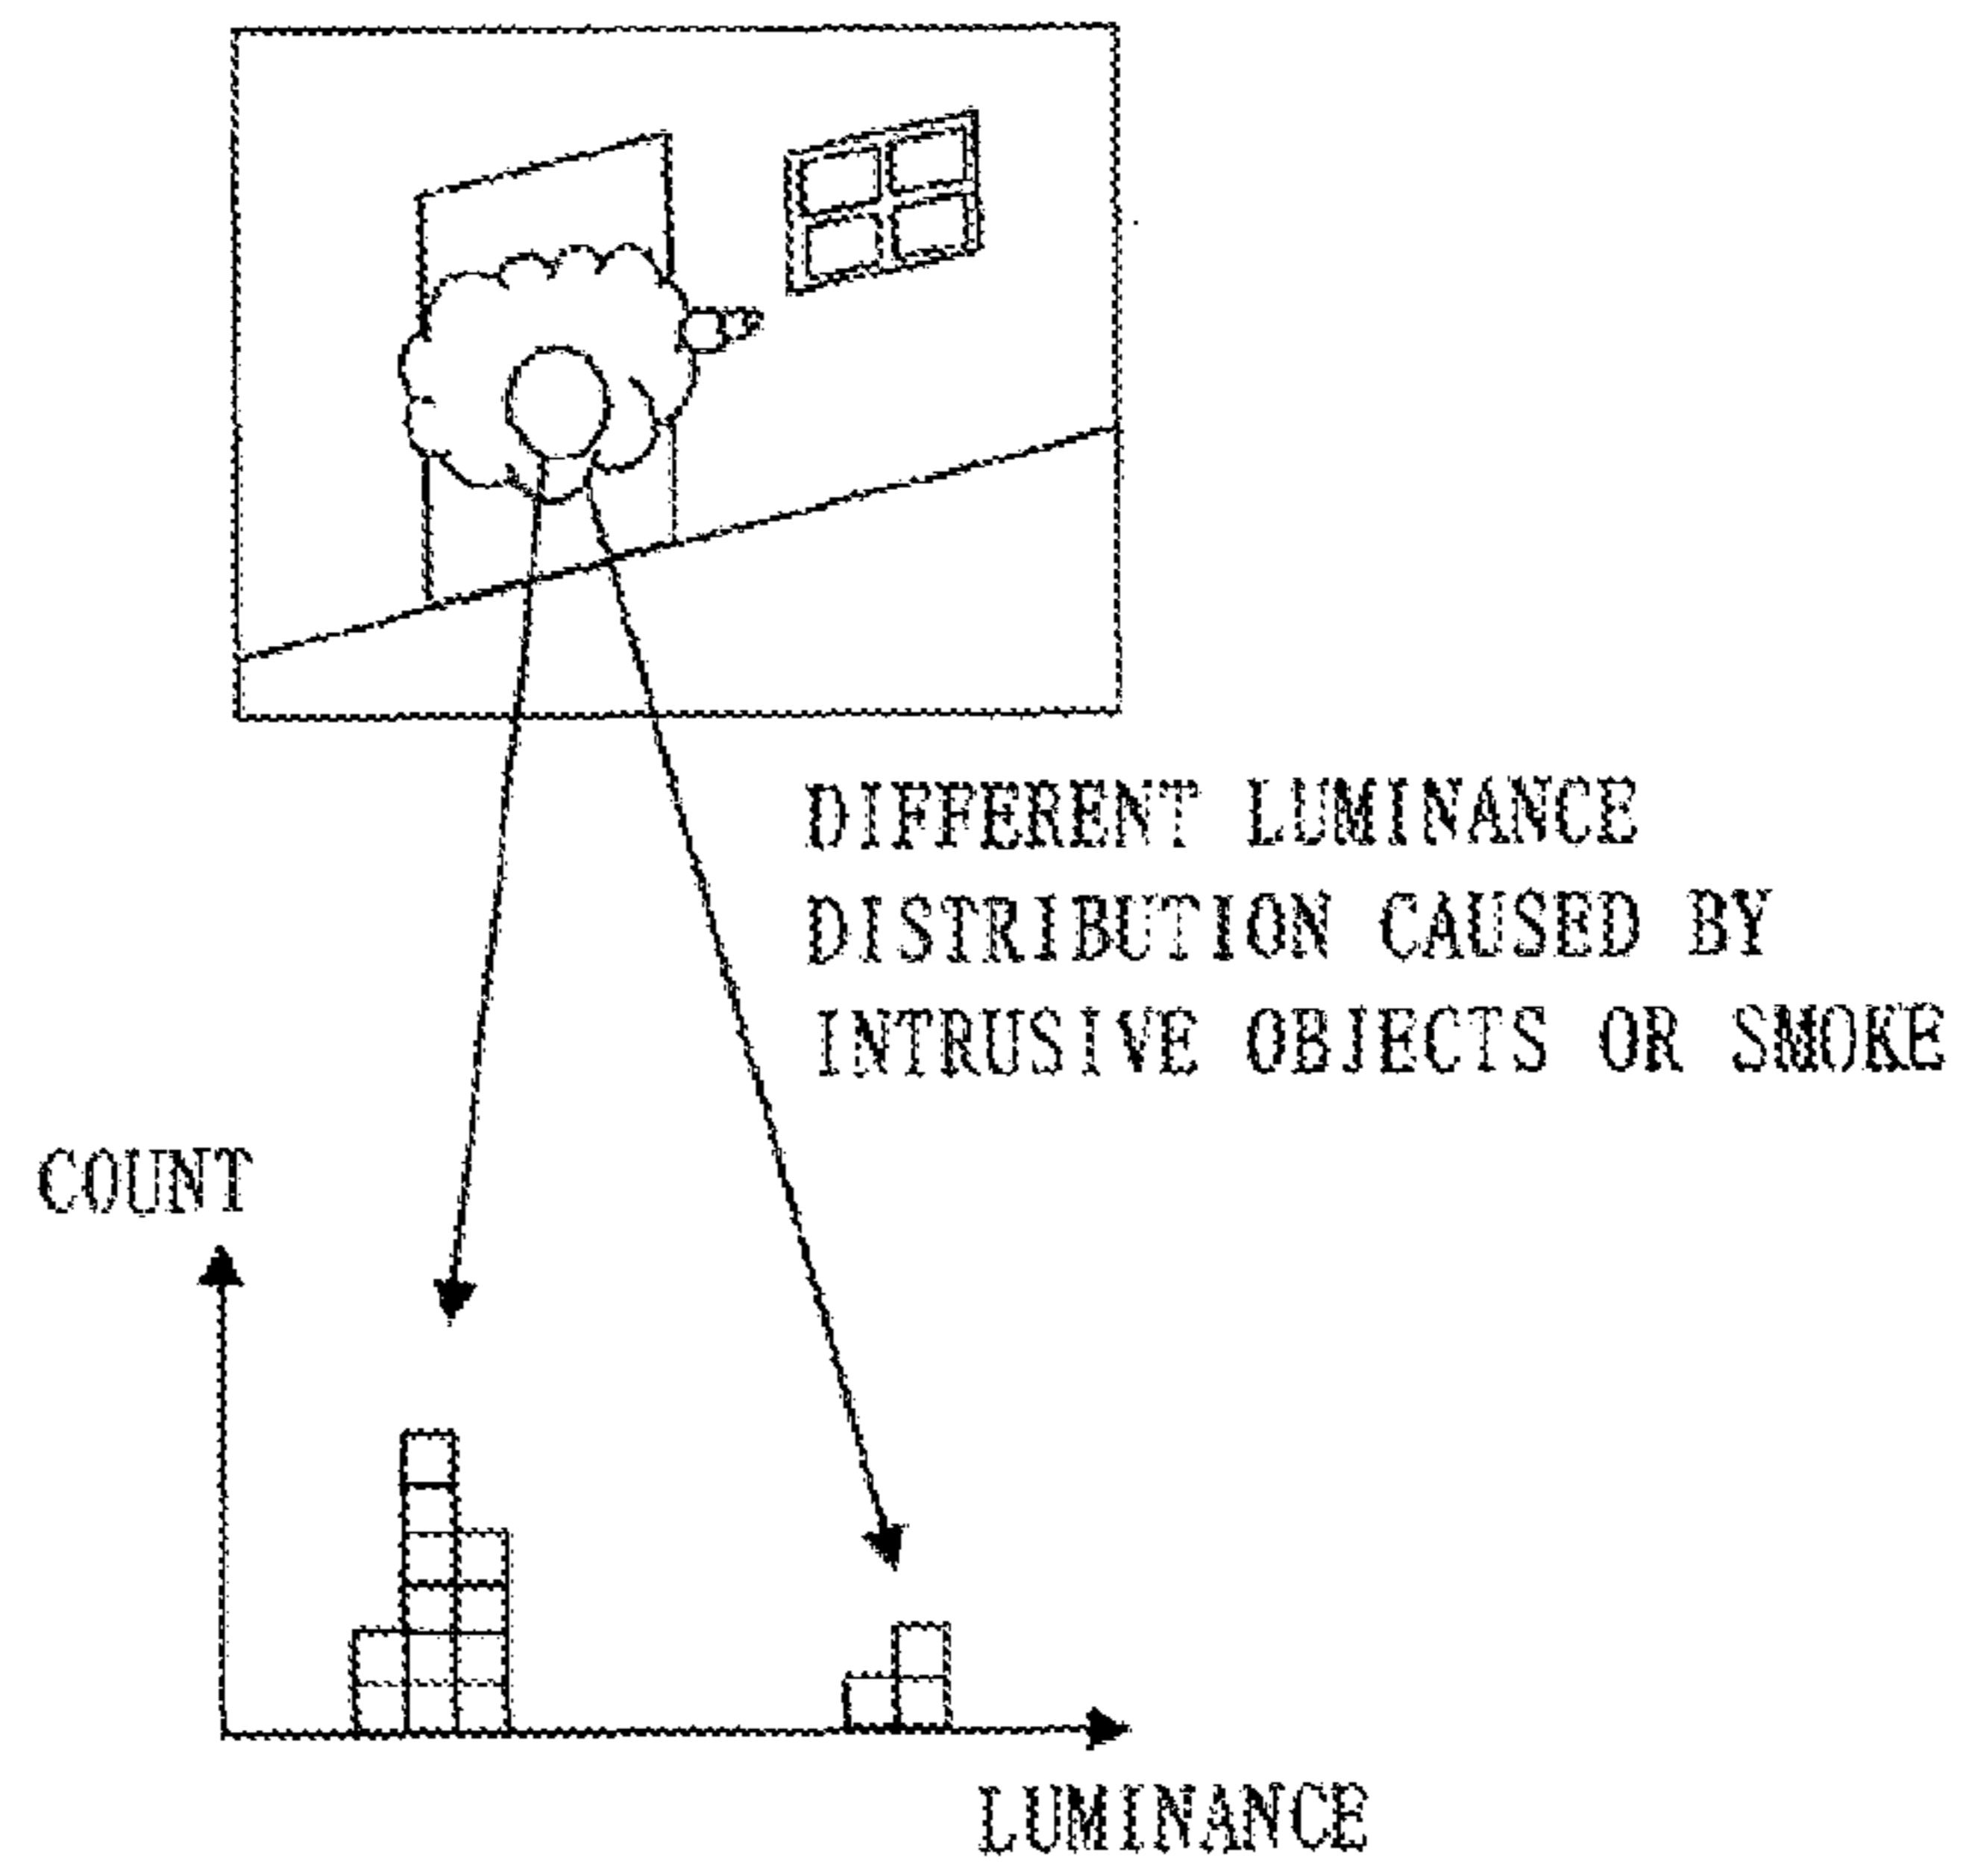 DIFFERENT LUMINANCE
DISTRIBUTION CAUSED BY
INTRUSIVE OBJECTS OR SMOKE
COUNT
LUMINANCE